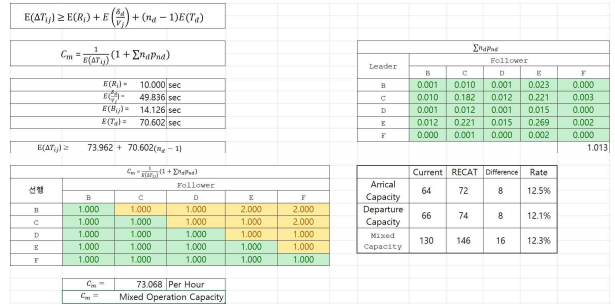 E(ΔT_ij) ≥ E(R_i) + E(δ_d/V_j) + (n_d − 1)E(T_d)
C_m = 1/E(ΔT_ij) (1 + ∑n_d p_nd)
E(R_i) = 10.000 sec
E(δ_d/V_j) = 49.836 sec
E(B_ij) = 14.126 sec
E(T_d) = 70.602 sec
E(ΔT_ij) ≥ 73.962 + 70.602(n_d − 1)
∑n_d p_nd
Leader Follower
B C D E F
B 0.001 0.010 0.001 0.023 0.000
C 0.010 0.182 0.012 0.221 0.003
D 0.001 0.012 0.001 0.015 0.000
E 0.012 0.221 0.015 0.269 0.002
F 0.000 0.001 0.000 0.002 0.000
1.013
C_m = 1/E(ΔT_ij) (1 + ∑n_d p_nd)
선행 Follower
B C D E F
B 1.000 1.000 1.000 2.000 2.000
C 1.000 1.000 1.000 1.000 2.000
D 1.000 1.000 1.000 1.000 1.000
E 1.000 1.000 1.000 1.000 1.000
F 1.000 1.000 1.000 1.000 1.000
C_m = 73.068 Per Hour
C_m = Mixed Operation Capacity
Current RECAT Difference Rate
Arrical Capacity 64 72 8 12.5%
Departure Capacity 66 74 8 12.1%
Mixed Capacity 130 146 16 12.3%